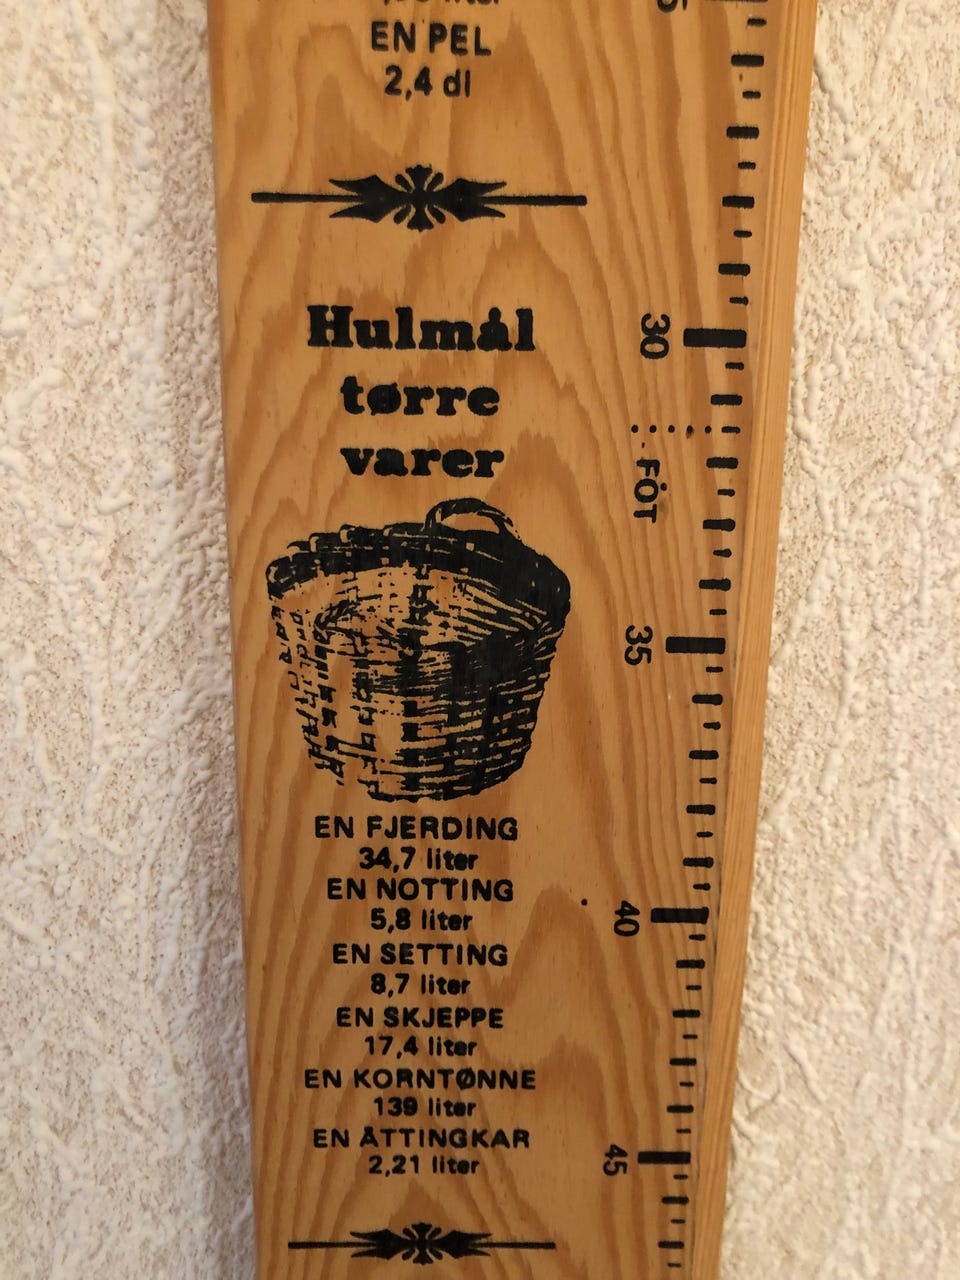 EN PEL
2,4 dl
Hulmål
tørre
varer
EN FJERDING
34,7 liter
EN NOTTING
5,8 liter
EN SETTING
8,7 liter
EN SKJEPPE
17,4 liter
EN KORNTØNNE
139 liter
EN ÅTTINGKAR
2,21 liter
30
FÖT
35
40
45